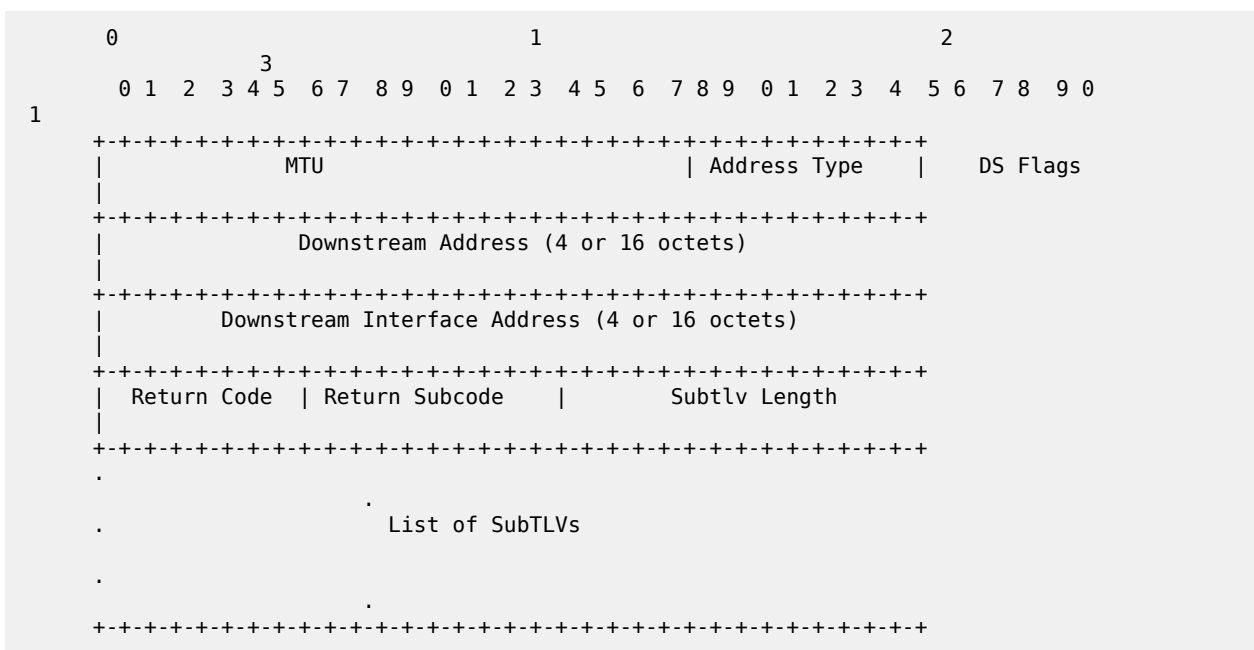 0 1 2
3
0 1 2 3 4 5 6 7 8 9 0 1 2 3 4 5 6 7 8 9 0 1 2 3 4 5 6 7 8 9 0
1
+-+-+-+-+-+-+-+-+-+-+-+-+-+-+-+-+-+-+-+-+-+-+-+-+-+-+-+-+-+-+-+-+
| MTU | Address Type | DS Flags
|
+-+-+-+-+-+-+-+-+-+-+-+-+-+-+-+-+-+-+-+-+-+-+-+-+-+-+-+-+-+-+-+-+
| Downstream Address (4 or 16 octets)
|
+-+-+-+-+-+-+-+-+-+-+-+-+-+-+-+-+-+-+-+-+-+-+-+-+-+-+-+-+-+-+-+-+
| Downstream Interface Address (4 or 16 octets)
|
+-+-+-+-+-+-+-+-+-+-+-+-+-+-+-+-+-+-+-+-+-+-+-+-+-+-+-+-+-+-+-+-+
| Return Code | Return Subcode | Subtlv Length
|
+-+-+-+-+-+-+-+-+-+-+-+-+-+-+-+-+-+-+-+-+-+-+-+-+-+-+-+-+-+-+-+-+
.
.
. List of SubTLVs
.
.
+-+-+-+-+-+-+-+-+-+-+-+-+-+-+-+-+-+-+-+-+-+-+-+-+-+-+-+-+-+-+-+-+